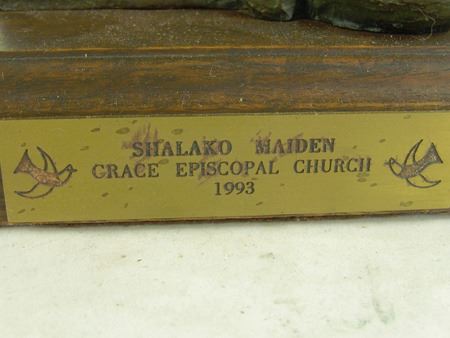 SHALAKO MAIDEN
GRACE EPISCOPAL CHURCH
1993